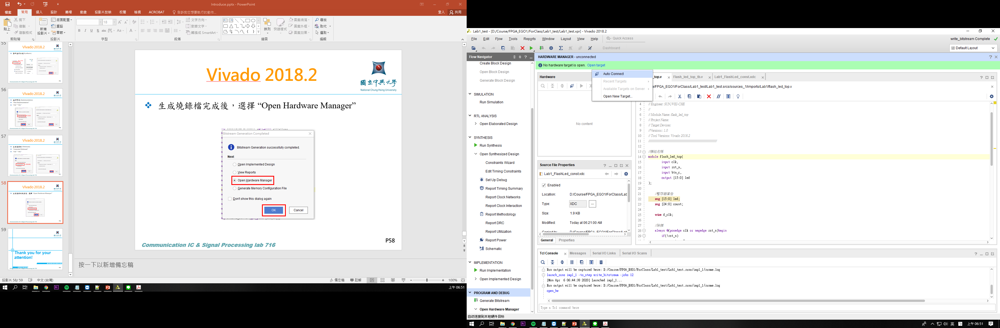 Introduce.pptx - PowerPoint
檔案 常用 插入 設計 轉場 動畫 投影片放映 校閱 檢視 ACROBAT 告訴我您想要執行的動作... 登入 共用
貼上 剪下 複製 複製格式
新增投影片 版面配置 重設 章節
18
文字方向 對齊文字 轉換成 SmartArt
排列 快速樣式 圖案填滿 圖案外框 圖案效果
尋找 取代 選取
剪貼簿 投影片 字型 段落 繪圖 編輯
55
Vivado 2018.2
56
Vivado 2018.2
57
Vivado 2018.2
58
Vivado 2018.2
59
Thank you for your
attention!
Vivado 2018.2
國立中興大學
National Chung Hsing University
生成燒錄檔完成後，選擇 “Open Hardware Manager”
Bitstream Generation Completed
Bitstream Generation successfully completed.
Next
Open Implemented Design
View Reports
Open Hardware Manager
Generate Memory Configuration File
Don't show this dialog again
OK Cancel
Communication IC & Signal Processing lab 716
P58
按一下以新增備忘稿
投影片 58/ 59 中文 (台灣) 備忘稿 註解 100%
上午 06:51
Lab1_test - [D:/Course/FPGA_EGO1/ForClass/Lab1_test/Lab1_test.xpr] - Vivado 2018.2
File Edit Flow Tools Reports Window Layout View Help Quick Access
write_bitstream Complete
Dashboard
Default Layout
Flow Navigator
Create Block Design
Open Block Design
Generate Block Design
SIMULATION
Run Simulation
RTL ANALYSIS
Open Elaborated Design
SYNTHESIS
Run Synthesis
Open Synthesized Design
Constraints Wizard
Edit Timing Constraints
Set Up Debug
Report Timing Summary
Report Clock Networks
Report Clock Interaction
Report Methodology
Report DRC
Report Utilization
Report Power
Schematic
IMPLEMENTATION
Run Implementation
Open Implemented Design
PROGRAM AND DEBUG
Generate Bitstream
Open Hardware Manager
HARDWARE MANAGER - unconnected
No hardware target is open. Open target
Auto Connect
Recent Targets
Available Targets on Server
Open New Target...
Hardware
No content
Source File Properties
Lab1_FlashLed_const.xdc
Enabled
Location: D:/Course/FPGA_EGO1/ForClass/Lab
Type: XDC
Size: 1.9 KB
Modified: Today at 06:21:00 AM
Copied to: D:/Course/FPGA_EGO1/ForClass/Lab
General Properties
_top.v Flash_led_top_tb.v Lab1_FlashLed_const.xdc
e/FPGA_EGO1/ForClass/Lab1_test/Lab1_test.srcs/sources_1/imports/Lab1/flash_led_top.v
4 // Engineer: SUN,WEI-CHE
5 //
6 // Module Name: flash_led_top
7 // Project Name:
8 // Target Devices:
9 //Versions:: 1.0
10 // Tool Versions: Vivado 2018.2
11
12
13 //模組名稱
14 module flash_led_top(
15 input clk,
16 input rst_n,
17 input btn_c,
18 output [15:0] led
19 );
20
21 //暫存器宣告
22 reg [15:0] led;
23 reg [24:0] count;
24
25 wire d_clk;
26
27 //除頻
28 always @(posedge clk or negedge rst_n)begin
29 if(!rst_n)
Tcl Console Messages Serial I/O Links Serial I/O Scans
Run output will be captured here: D:/Course/FPGA_EGO1/ForClass/Lab1_test/Lab1_test.runs/impl_1/runme.log
launch_runs impl_1 -to_step write_bitstream -jobs 12
[Mon Apr 6 06:44:38 2020] Launched impl_1...
Run output will be captured here: D:/Course/FPGA_EGO1/ForClass/Lab1_test/Lab1_test.runs/impl_1/runme.log
open_hw
Type a Tcl command here
自动连接到本地硬件目标
英 上午 06:51